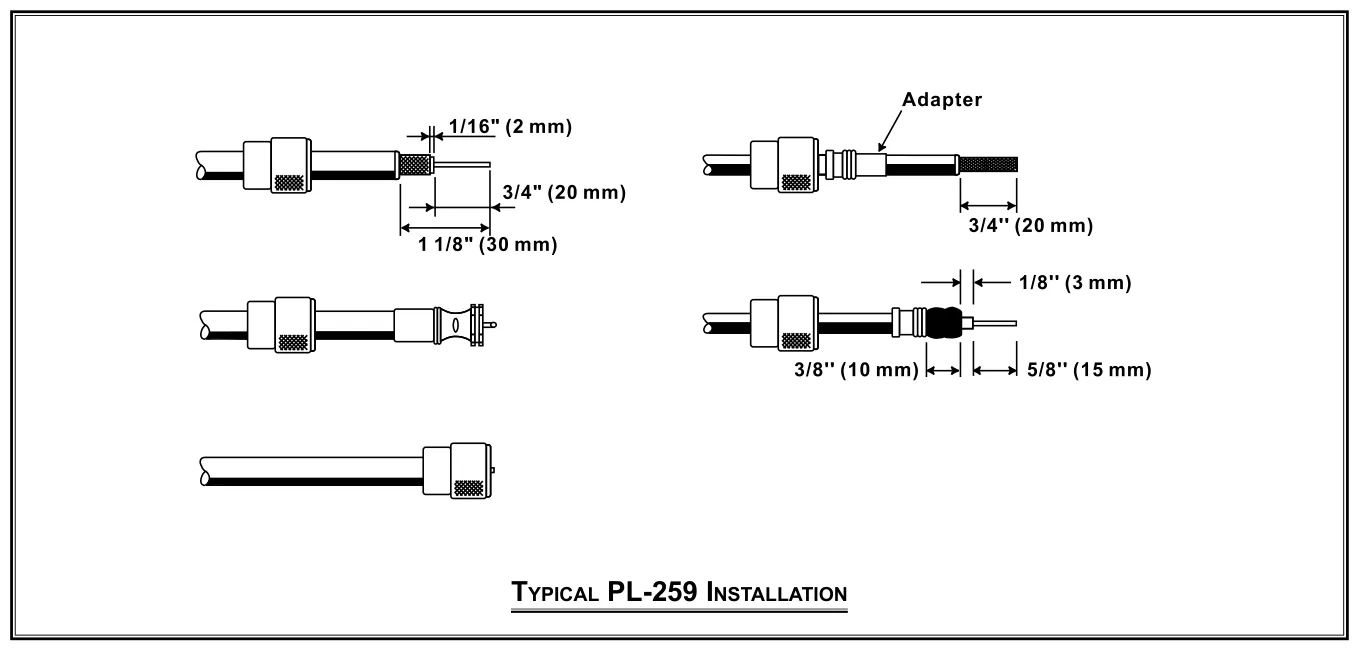 1/16" (2 mm)
3/4" (20 mm)
1 1/8" (30 mm)
Adapter
3/4'' (20 mm)
1/8'' (3 mm)
3/8'' (10 mm)
5/8'' (15 mm)
TYPICAL PL-259 INSTALLATION